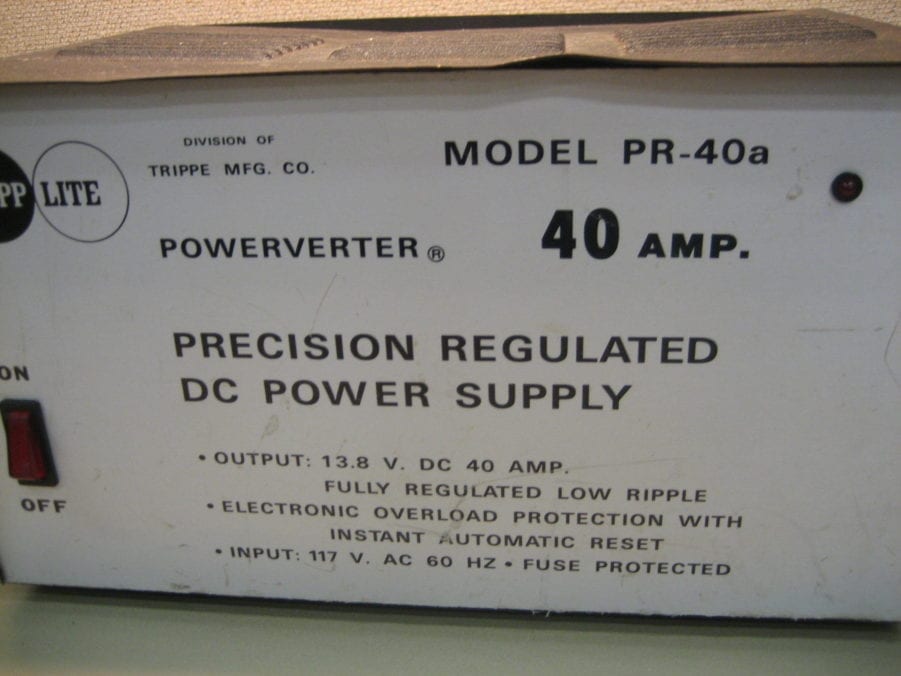 DIVISION OF
TRIPPE MFG. CO.
PP LITE
MODEL PR-40a
POWERVERTER®
40 AMP.
PRECISION REGULATED
DC POWER SUPPLY
ON
OFF
• OUTPUT: 13.8 V. DC 40 AMP.
FULLY REGULATED LOW RIPPLE
• ELECTRONIC OVERLOAD PROTECTION WITH
INSTANT AUTOMATIC RESET
• INPUT: 117 V. AC 60 HZ • FUSE PROTECTED